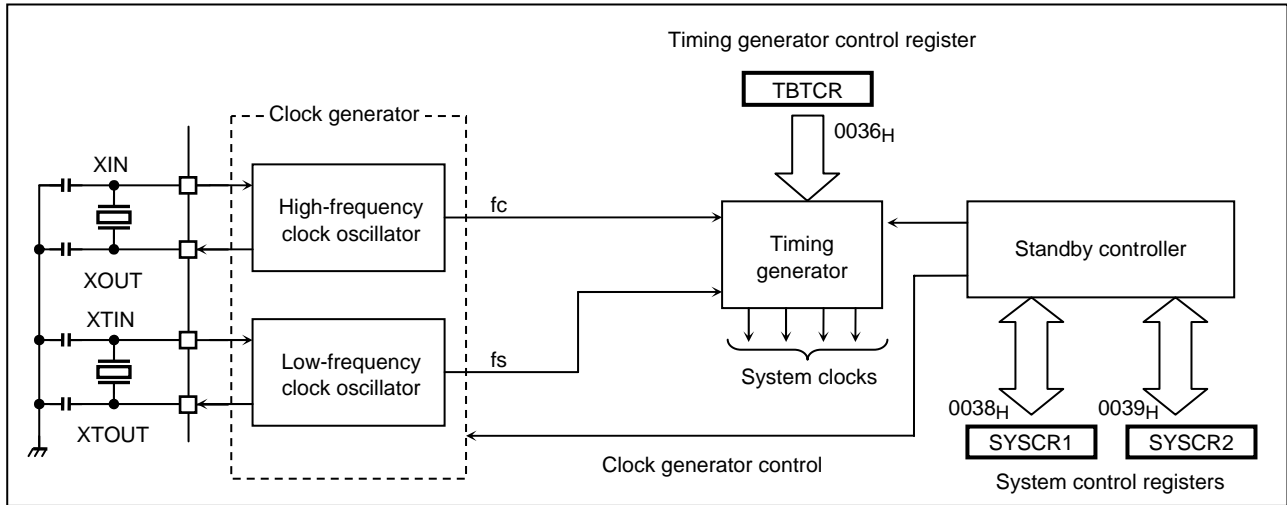 Timing generator control register
TBTCR
0036H
Clock generator
XIN
High-frequency
clock oscillator
fc
XOUT
Timing
generator
Standby controller
XTIN
Low-frequency
clock oscillator
fs
System clocks
XTOUT
0038H
0039H
SYSCR1
SYSCR2
Clock generator control
System control registers